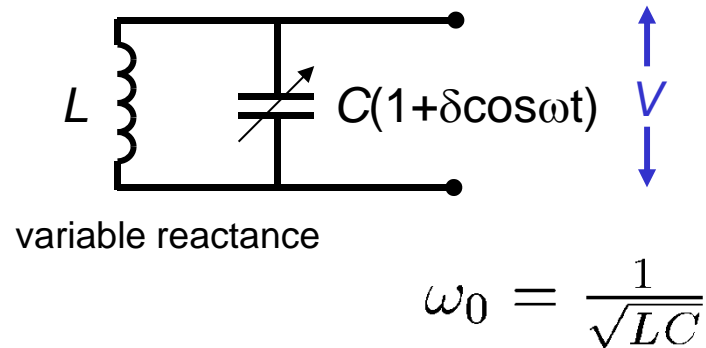 L C(1+δcosωt) V
variable reactance
ω₀ = 1/√LC